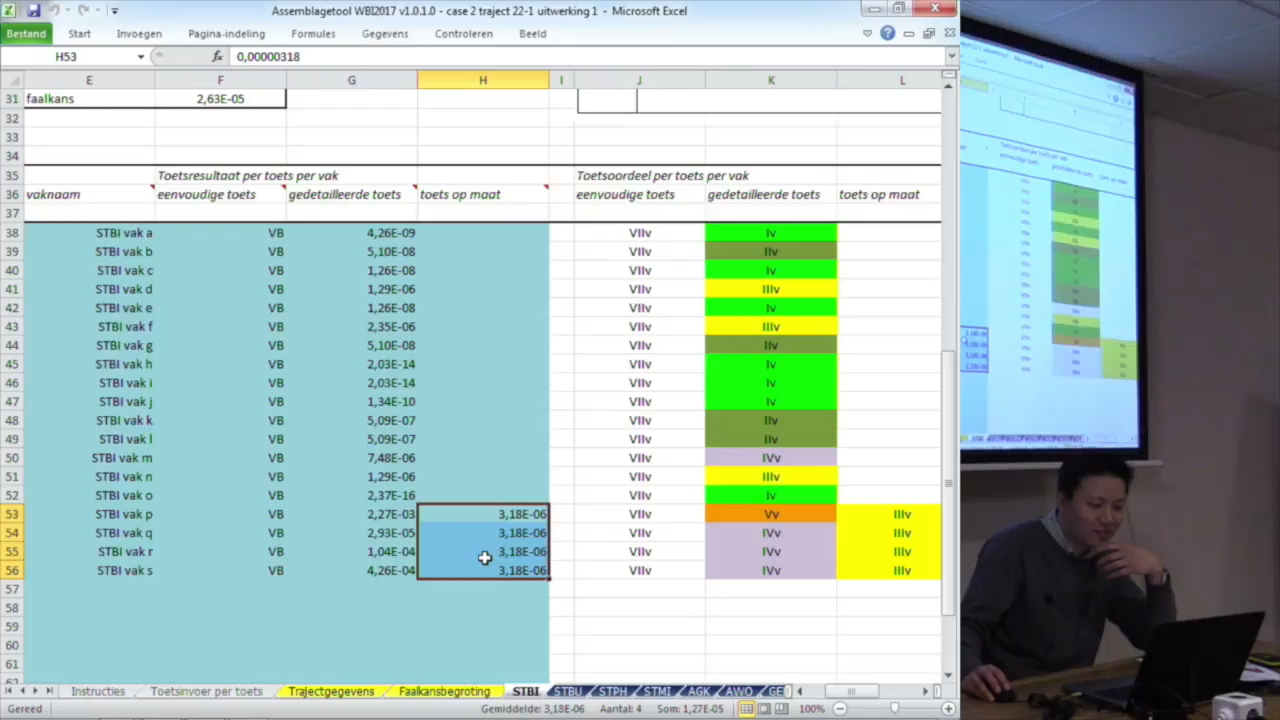 Assemblagetool WBI2017 v1.0.1.0 - case 2 traject 22-1 uitwerking 1 - Microsoft Excel
Bestand Start Invoegen Pagina-indeling Formules Gegevens Controleren Beeld
H53 fx 0,00000318
E F G H I J K L
31 faalkans 2,63E-05
32
33
34
35 Toetsresultaat per toets per vak Toetsoordeel per toets per vak
36 vaknaam eenvoudige toets gedetailleerde toets toets op maat eenvoudige toets gedetailleerde toets toets op maat
37
38 STBI vak a VB 4,26E-09 VIIv Iv
39 STBI vak b VB 5,10E-08 VIIv IIv
40 STBI vak c VB 1,26E-08 VIIv Iv
41 STBI vak d VB 1,29E-06 VIIv IIIv
42 STBI vak e VB 1,26E-08 VIIv Iv
43 STBI vak f VB 2,35E-06 VIIv IIIv
44 STBI vak g VB 5,10E-08 VIIv IIv
45 STBI vak h VB 2,03E-14 VIIv Iv
46 STBI vak i VB 2,03E-14 VIIv Iv
47 STBI vak j VB 1,34E-10 VIIv Iv
48 STBI vak k VB 5,09E-07 VIIv IIv
49 STBI vak l VB 5,09E-07 VIIv IIv
50 STBI vak m VB 7,48E-06 VIIv IVv
51 STBI vak n VB 1,29E-06 VIIv IIIv
52 STBI vak o VB 2,37E-16 VIIv Iv
53 STBI vak p VB 2,27E-03 3,18E-06 VIIv Vv IIIv
54 STBI vak q VB 2,93E-05 3,18E-06 VIIv IVv IIIv
55 STBI vak r VB 1,04E-04 3,18E-06 VIIv IVv IIIv
56 STBI vak s VB 4,26E-04 3,18E-06 VIIv IVv IIIv
57
58
59
60
61
Instructies Toetsinvoer per toets Trajectgegevens Faalkansbegroting STBI STBU STPH STMI AGK AWO GE
Gereed Gemiddelde: 3,18E-06 Aantal: 4 Som: 1,27E-05 100%